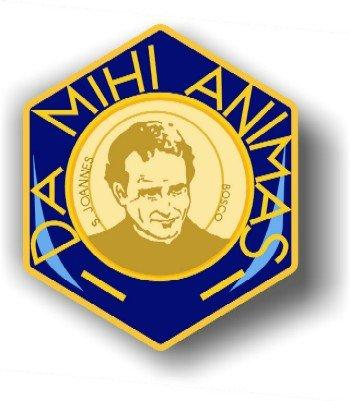 DA MIHI ANIMAS
S. JOANNES
BOSCO